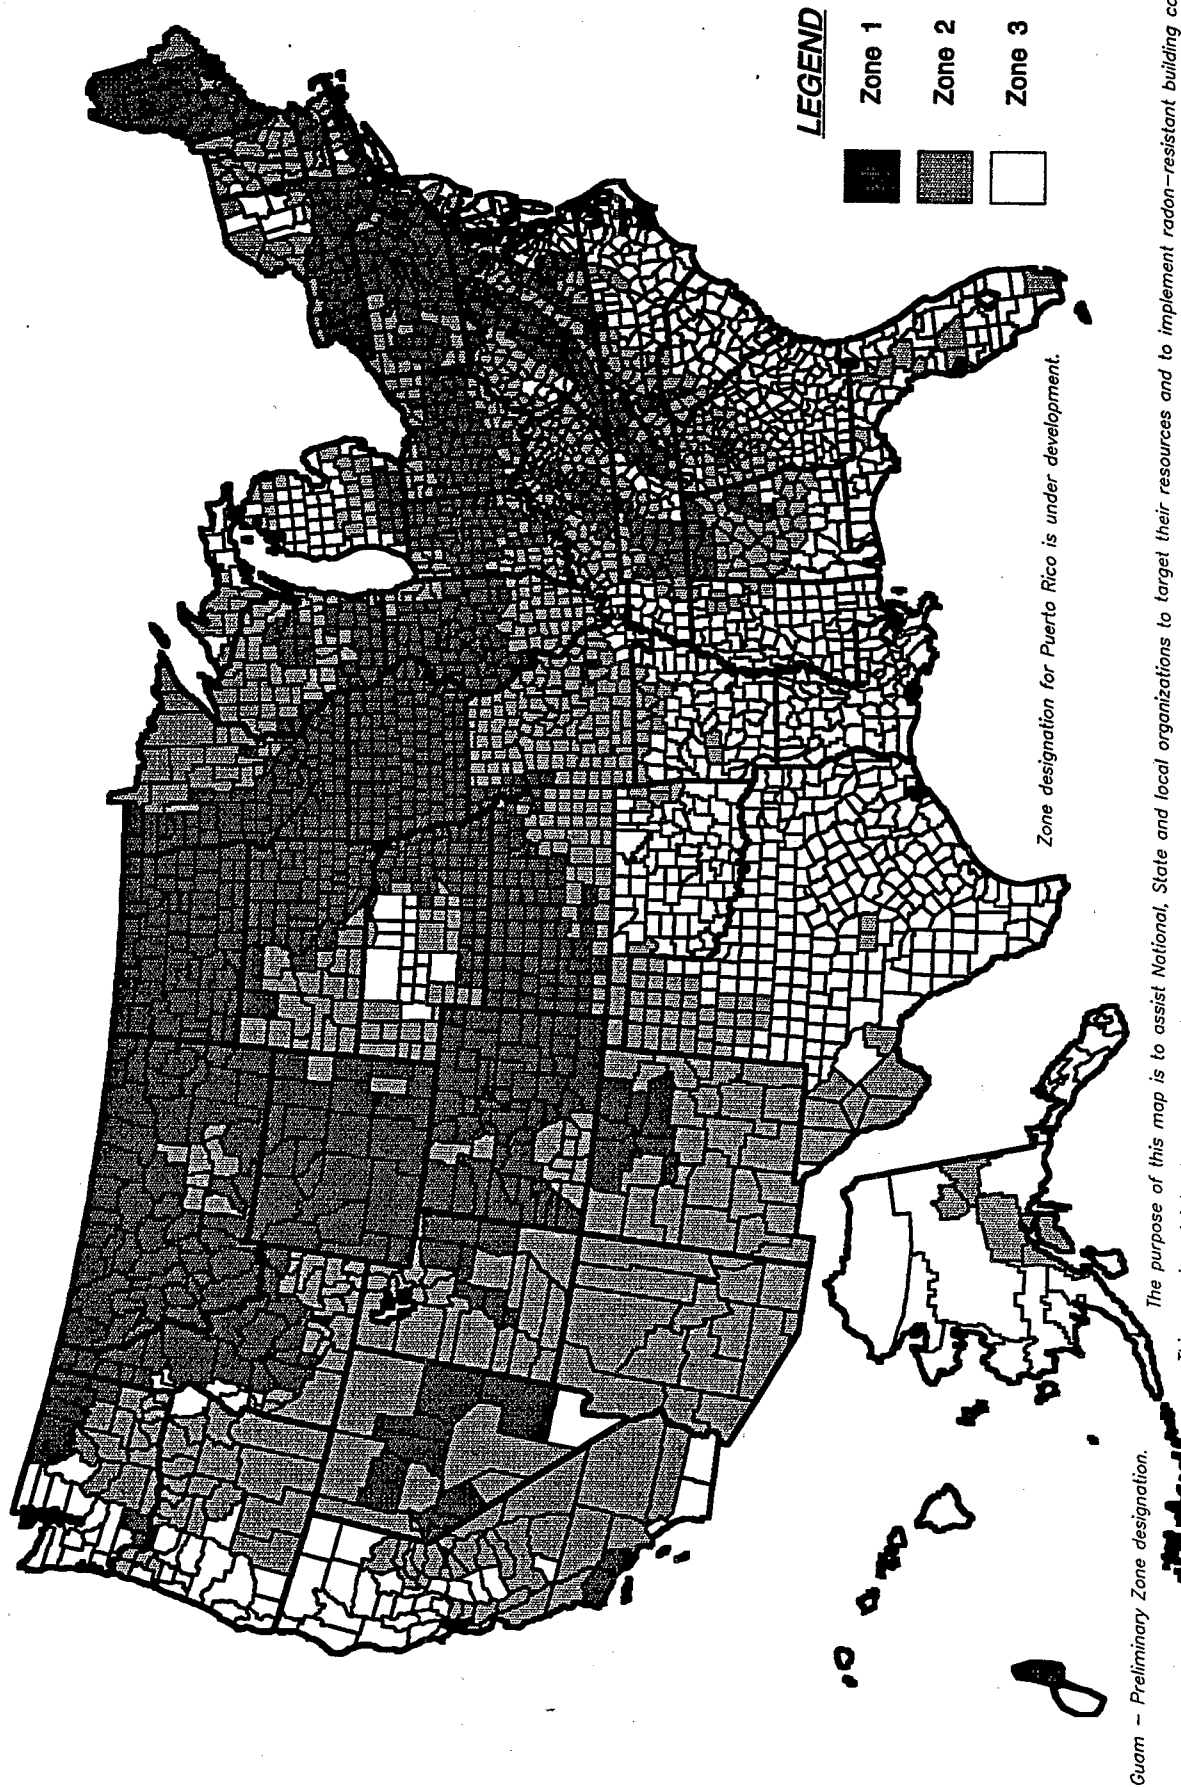 LEGEND
Zone 1
Zone 2
Zone 3
Zone designation for Puerto Rico is under development.
Guam – Preliminary Zone designation.
The purpose of this map is to assist National, State and local organizations to target their resources and to implement radon–resistant building co